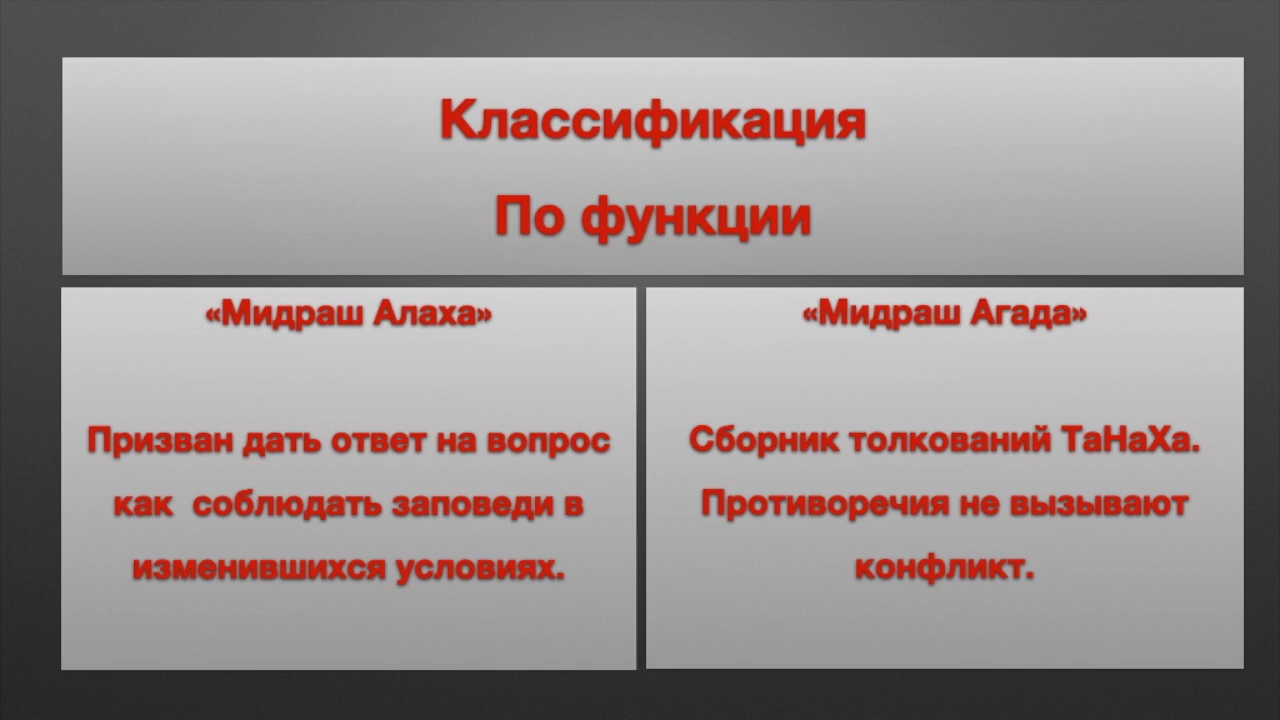 Классификация
По функции
«Мидраш Алаха»
Призван дать ответ на вопрос
как  соблюдать заповеди в
изменившихся условиях.
«Мидраш Агада»
Сборник толкований ТаНаХа.
Противоречия не вызывают
конфликт.